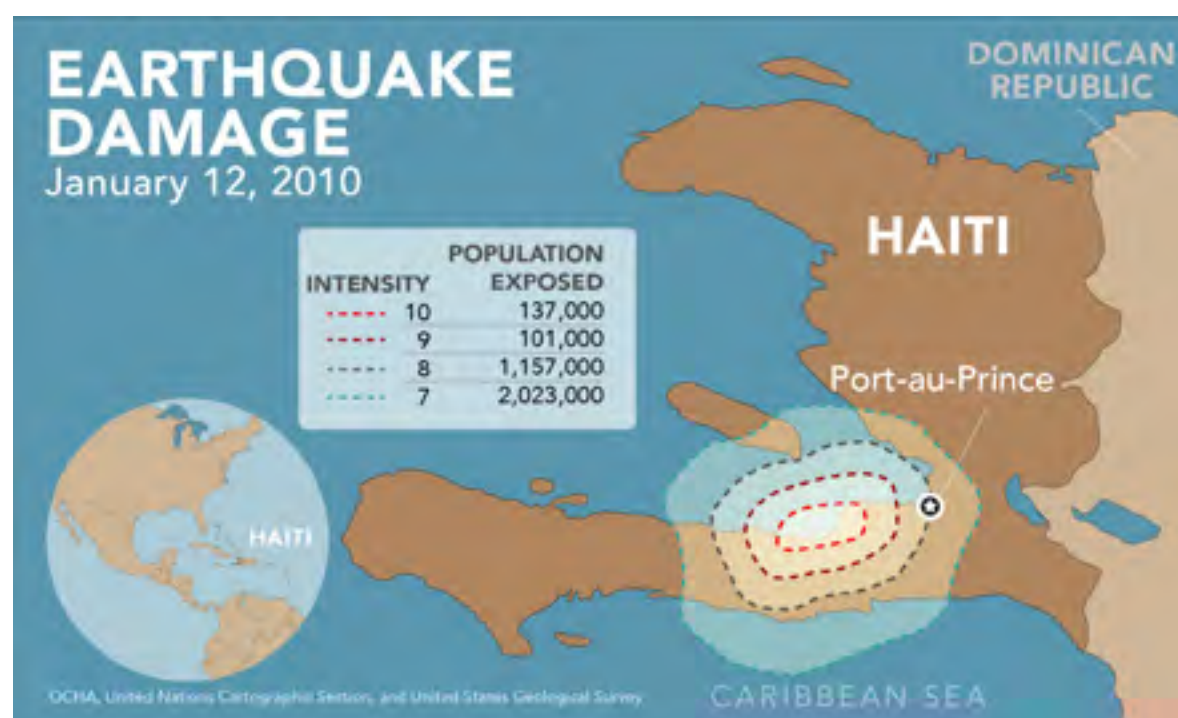 EARTHQUAKE
DAMAGE
January 12, 2010
DOMINICAN
REPUBLIC
HAITI
POPULATION
INTENSITY EXPOSED
10 137,000
9 101,000
8 1,157,000
7 2,023,000
Port-au-Prince
HAITI
OCHA, United Nations Cartographic Section, and United States Geological Survey
CARIBBEAN SEA